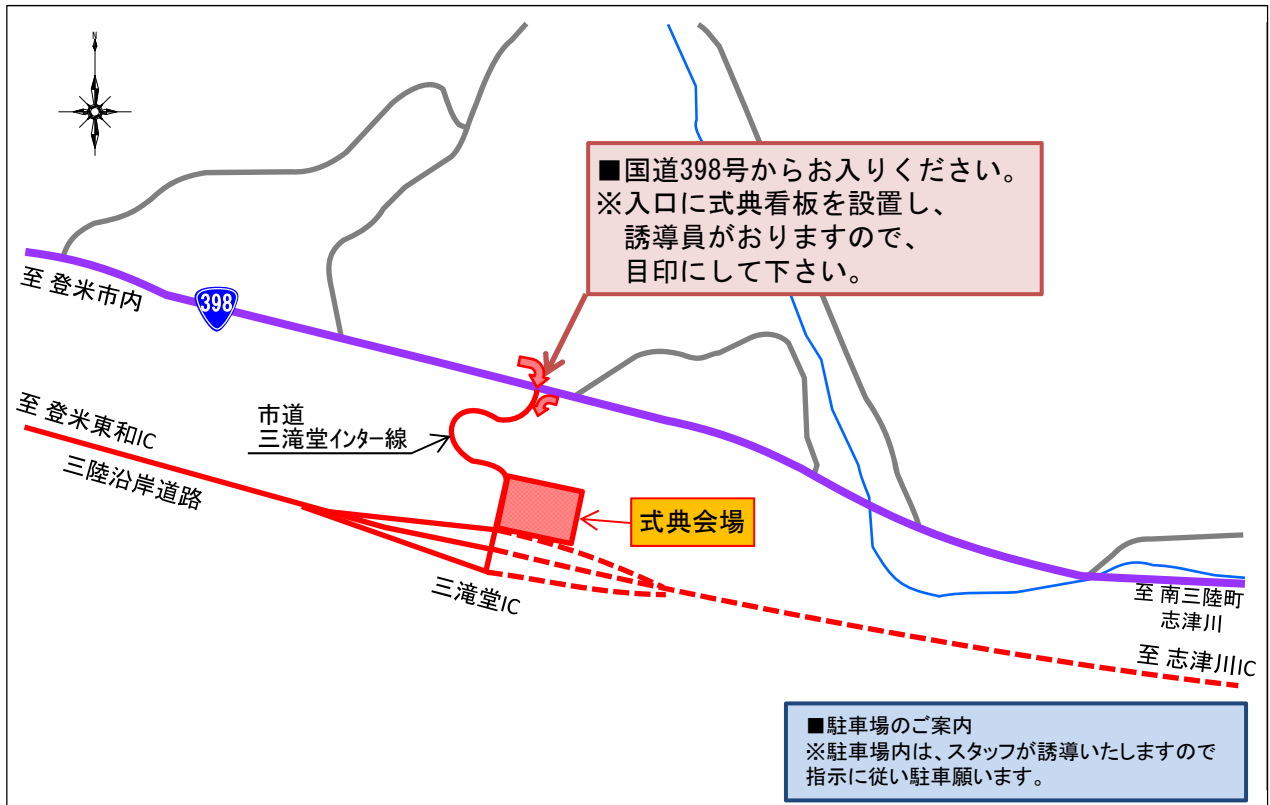 N
■国道398号からお入りください。
※入口に式典看板を設置し、
誘導員がおりますので、
目印にして下さい。
至 登米市内
398
至 登米東和IC
三陸沿岸道路
市道
三滝堂インター線
式典会場
三滝堂IC
至 南三陸町
志津川
至 志津川IC
■駐車場のご案内
※駐車場内は、スタッフが誘導いたしますので
指示に従い駐車願います。